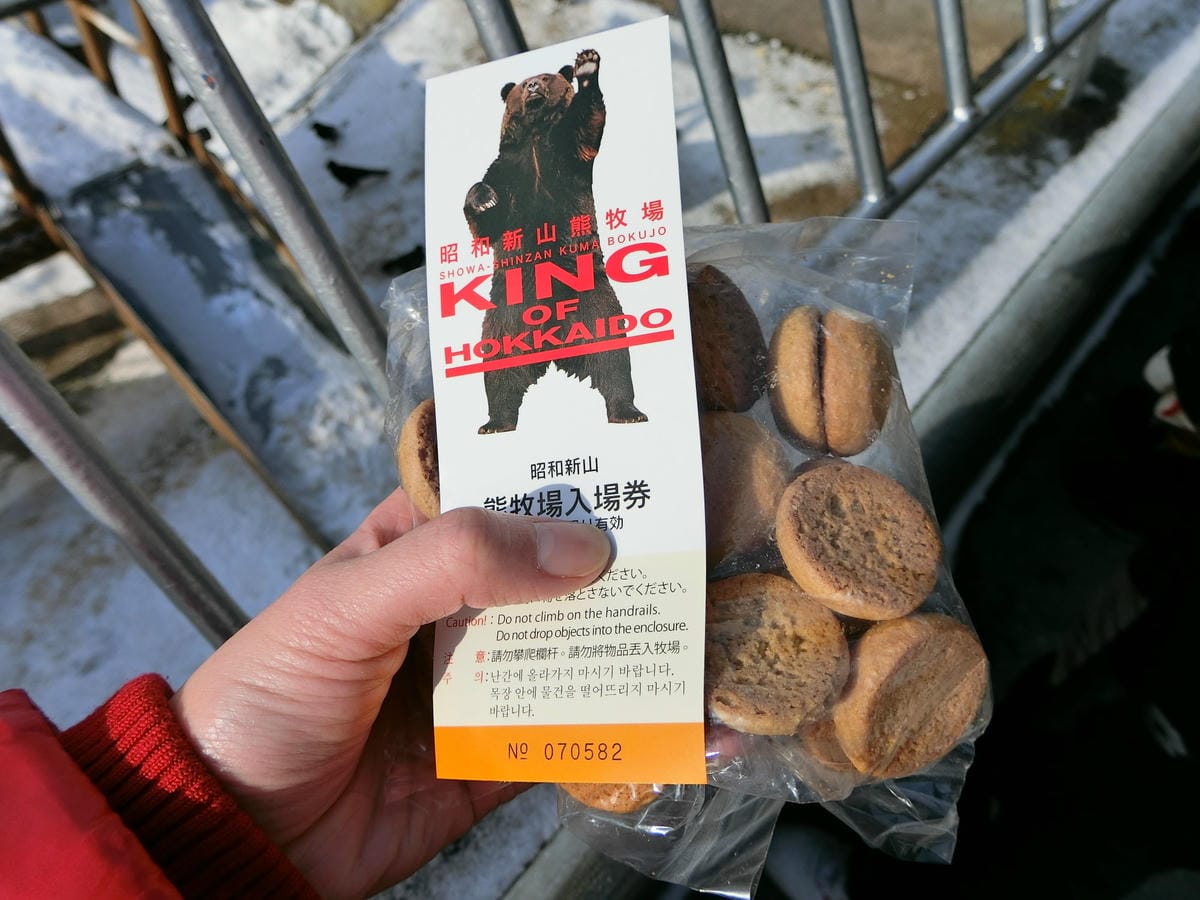 昭和新山熊牧場
SHOWA-SHINZAN KUMA BOKUJO
KING
OF
HOKKAIDO
昭和新山
熊牧場入場券
有効
ください。
落とさないでください。
Caution! : Do not climb on the handrails.
Do not drop objects into the enclosure.
注 意:請勿攀爬欄杆。請勿將物品丟入牧場。
주 의:난간에 올라가지 마시기 바랍니다.
목장 안에 물건을 떨어뜨리지 마시기
바랍니다.
№ 070582